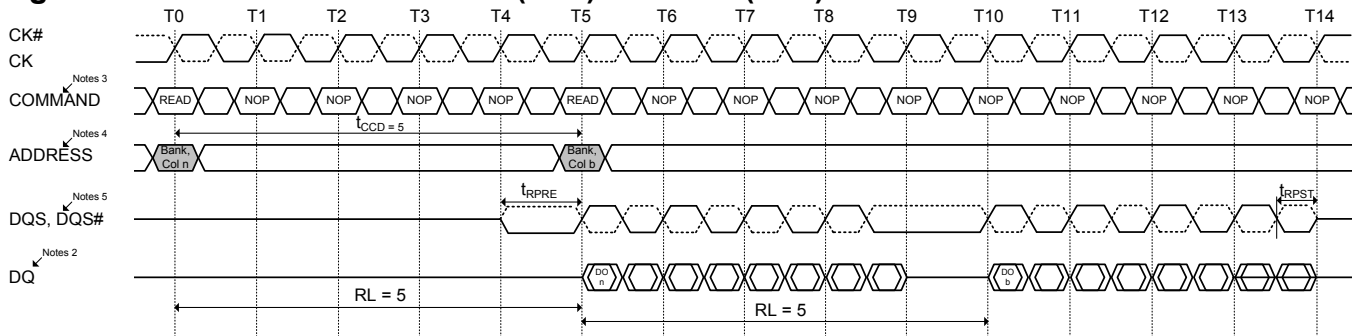 T0 T1 T2 T3 T4 T5 T6 T7 T8 T9 T10 T11 T12 T13 T14
CK#
CK
Notes 3
COMMAND READ NOP NOP NOP NOP READ NOP NOP NOP NOP NOP NOP NOP NOP NOP
tCCD = 5
Notes 4
ADDRESS Bank, Col n Bank, Col b
tRPRE tRPST
Notes 5
DQS, DQS#
Notes 2
DQ DO n DO b
RL = 5
RL = 5